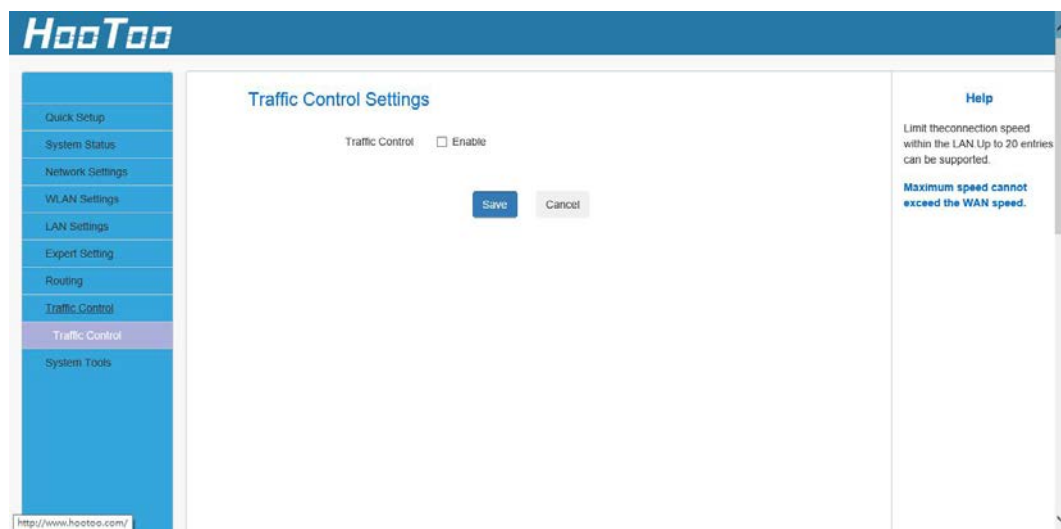 HooToo
Quick Setup
System Status
Network Settings
WLAN Settings
LAN Settings
Expert Setting
Routing
Traffic Control
Traffic Control
System Tools
Traffic Control Settings
Traffic Control Enable
Save Cancel
Help
Limit theconnection speed
within the LAN.Up to 20 entries
can be supported.
Maximum speed cannot
exceed the WAN speed.
http://www.hootoo.com/